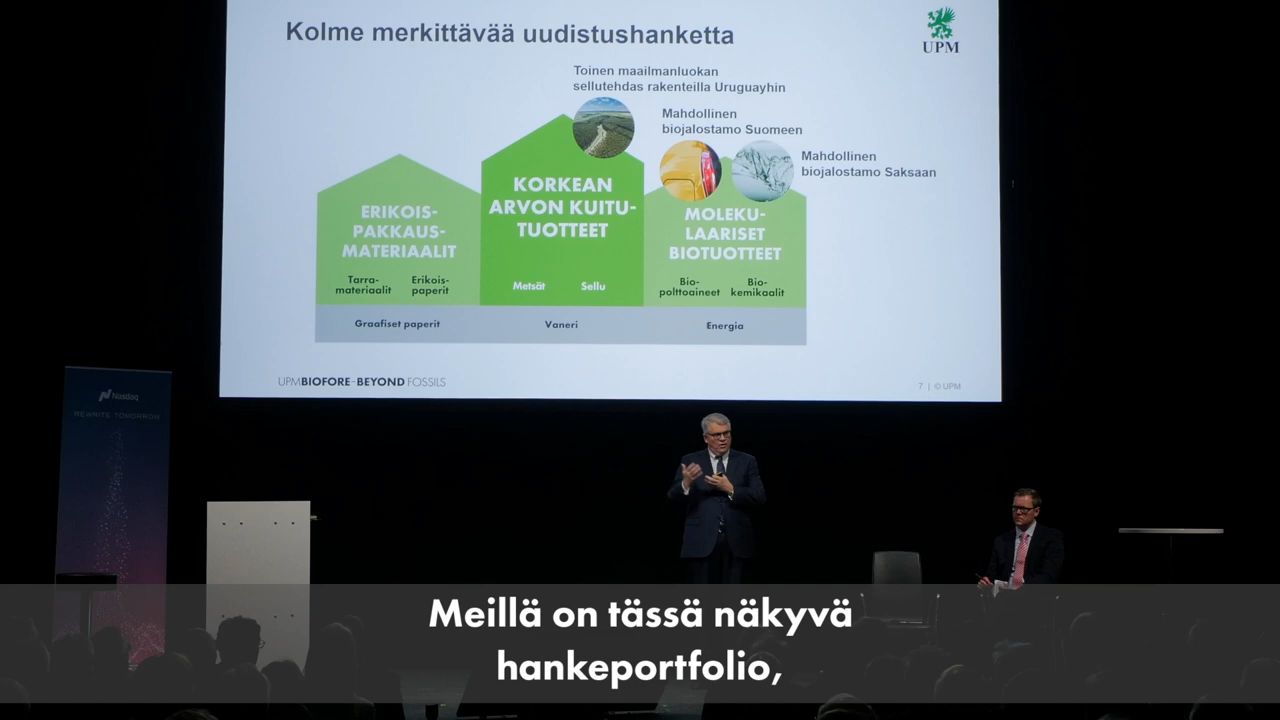 Kolme merkittävää uudistushanketta
UPM
Toinen maailmanluokan
sellutehdas rakenteilla Uruguayhin
Mahdollinen
biojalostamo Suomeen
Mahdollinen
biojalostamo Saksaan
ERIKOIS-
PAKKAUS-
MATERIAALIT
Tarra-
materiaalit
Erikois-
paperit
KORKEAN
ARVON KUITU-
TUOTTEET
Metsät
Sellu
MOLEKU-
LAARISET
BIOTUOTTEET
Bio-
polttoaineet
Bio-
kemikaalit
Graafiset paperit
Vaneri
Energia
UPM BIOFORE–BEYOND FOSSILS
7 | © UPM
Nasdaq
REWRITE TOMORROW
Meillä on tässä näkyvä
hankeportfolio,